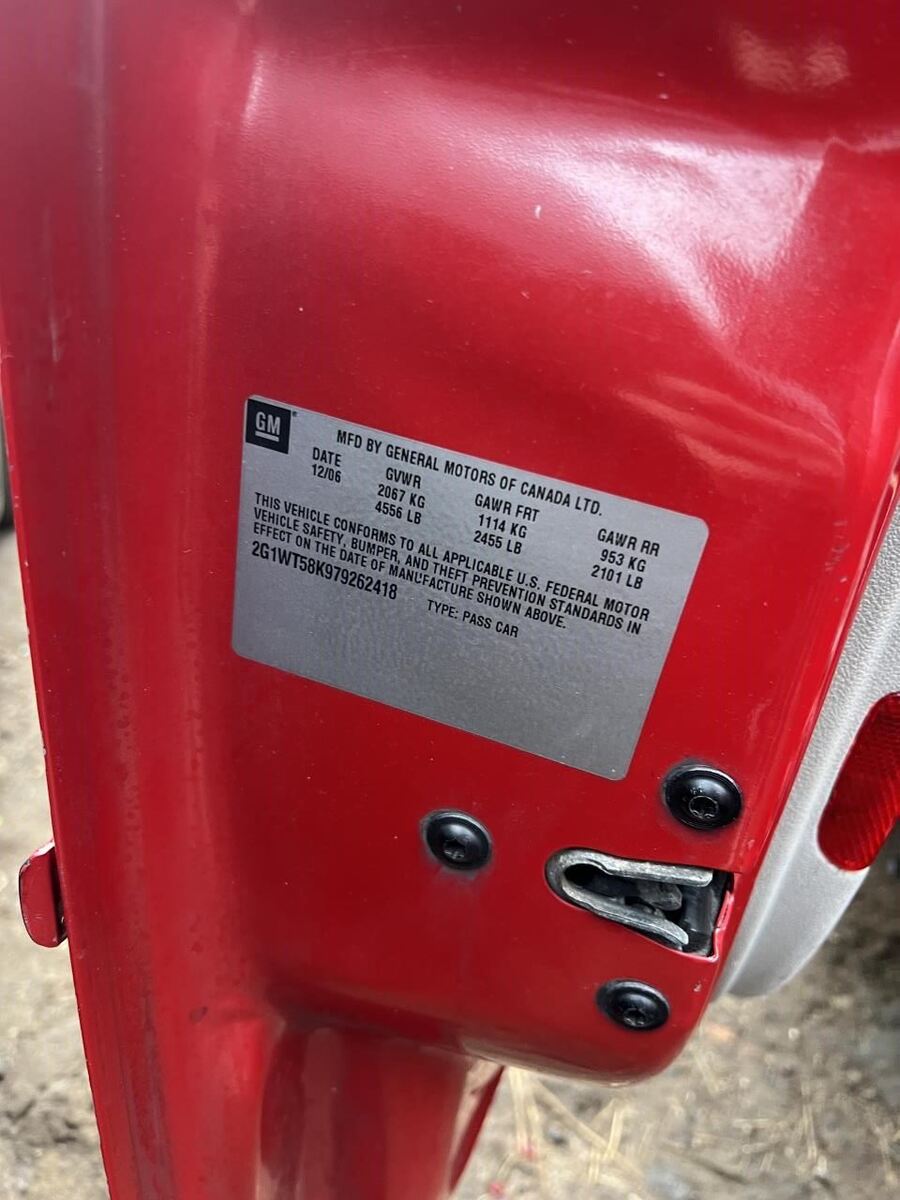 GM
MFD BY GENERAL MOTORS OF CANADA LTD.
DATE GVWR GAWR FRT GAWR RR
12/06 2067 KG 1114 KG 953 KG
4556 LB 2455 LB 2101 LB
THIS VEHICLE CONFORMS TO ALL APPLICABLE U.S. FEDERAL MOTOR
VEHICLE SAFETY, BUMPER, AND THEFT PREVENTION STANDARDS IN
EFFECT ON THE DATE OF MANUFACTURE SHOWN ABOVE.
2G1WT58K979262418 TYPE: PASS CAR